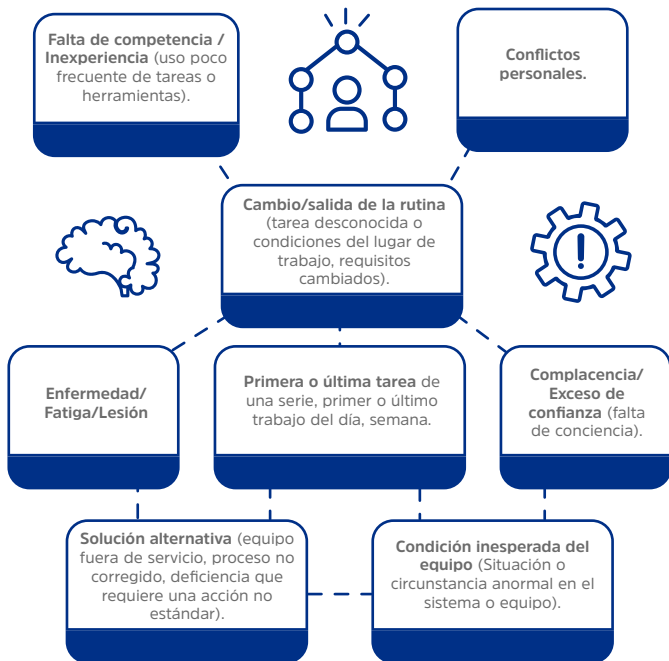 Falta de competencia /
Inexperiencia (uso poco
frecuente de tareas o
herramientas).
Conflictos
personales.
Cambio/salida de la rutina
(tarea desconocida o
condiciones del lugar de
trabajo, requisitos
cambiados).
Enfermedad/
Fatiga/Lesión
Primera o última tarea de
una serie, primer o último
trabajo del día, semana.
Complacencia/
Exceso de
confianza (falta
de conciencia).
Solución alternativa (equipo
fuera de servicio, proceso no
corregido, deficiencia que
requiere una acción no
estándar).
Condición inesperada del
equipo (Situación o
circunstancia anormal en el
sistema o equipo).